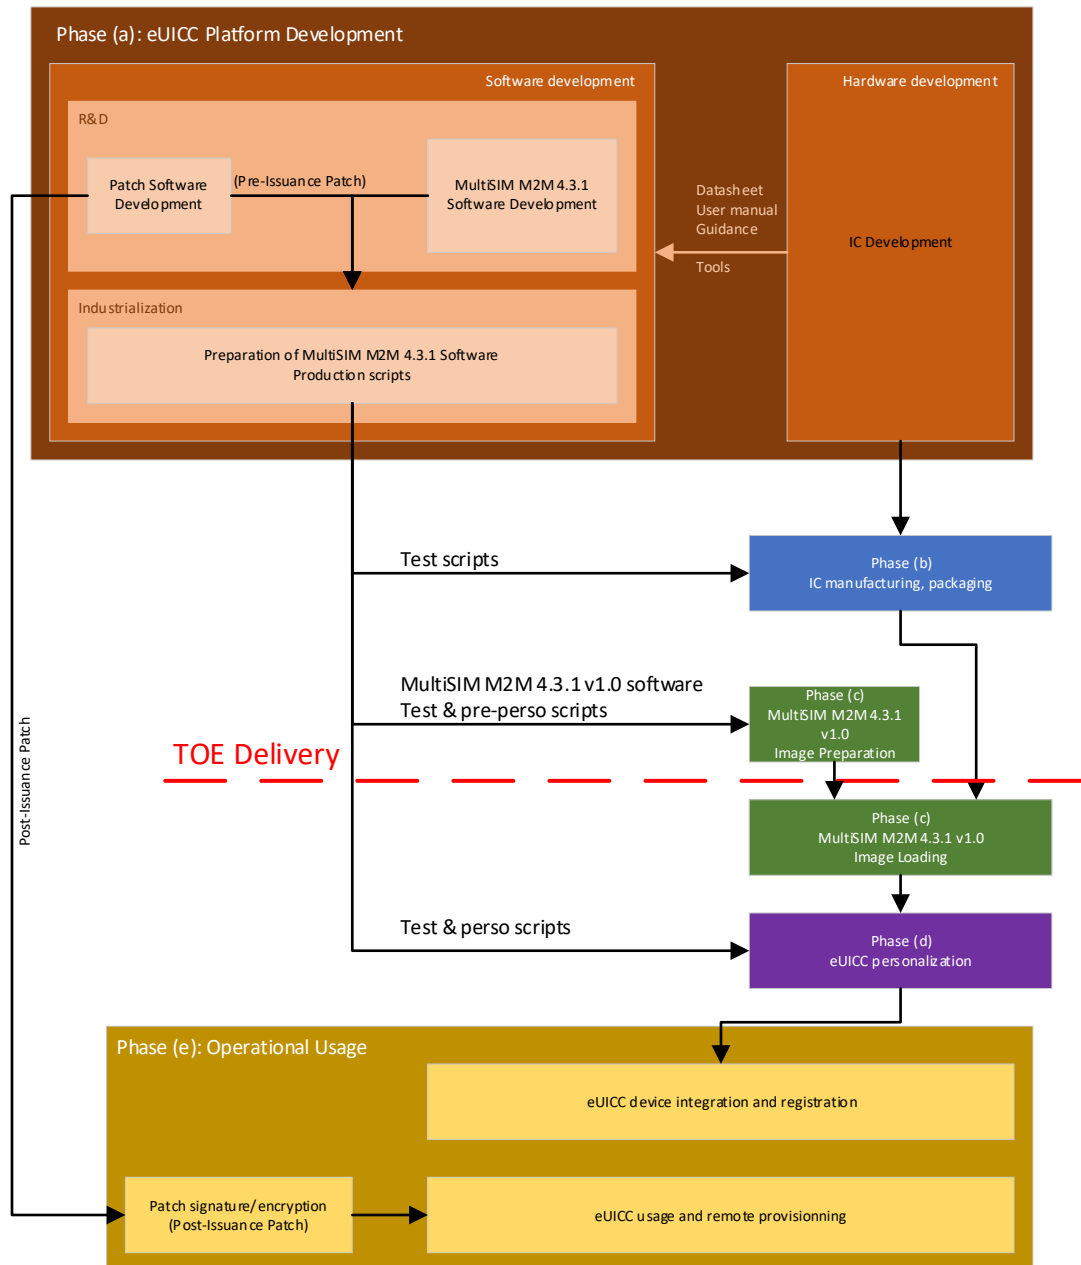 Phase (a): eUICC Platform Development
Software development
Hardware development
R&D
Patch Software
Development
(Pre-Issuance Patch)
MultiSIM M2M 4.3.1
Software Development
Datasheet
User manual
Guidance
Tools
IC Development
Industrialization
Preparation of MultiSIM M2M 4.3.1 Software
Production scripts
Test scripts
Phase (b)
IC manufacturing, packaging
MultiSIM M2M 4.3.1 v1.0 software
Test & pre-perso scripts
Phase (c)
MultiSIM M2M 4.3.1
v1.0
Image Preparation
TOE Delivery
Post-Issuance Patch
Phase (c)
MultiSIM M2M 4.3.1 v1.0
Image Loading
Test & perso scripts
Phase (d)
eUICC personalization
Phase (e): Operational Usage
eUICC device integration and registration
Patch signature/encryption
(Post-Issuance Patch)
eUICC usage and remote provisionning